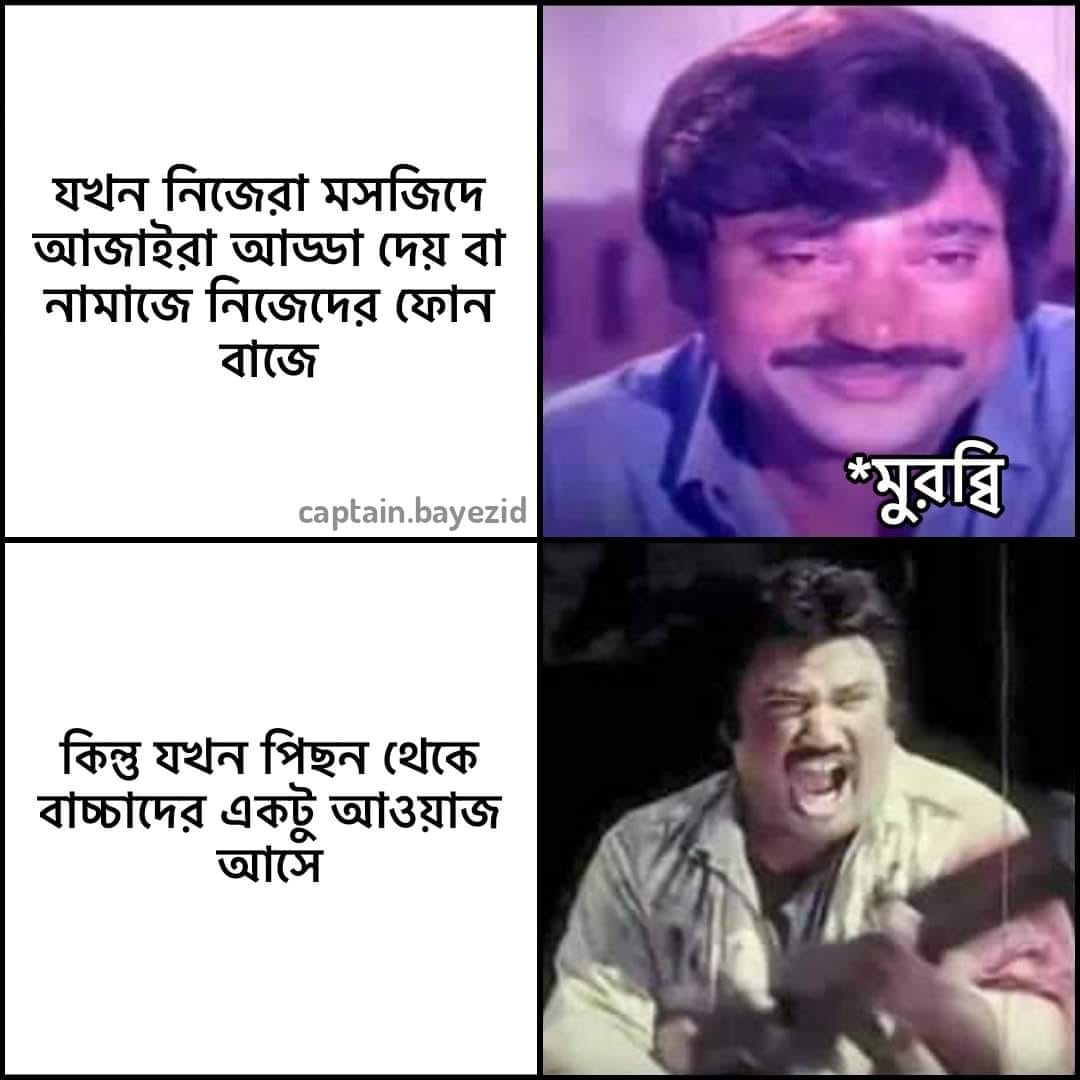 যখন নিজেরা মসজিদে
আজাইরা আড্ডা দেয় বা
নামাজে নিজেদের ফোন
বাজে
captain.bayezid
*মুরব্বি
কিন্তু যখন পিছন থেকে
বাচ্চাদের একটু আওয়াজ
আসে